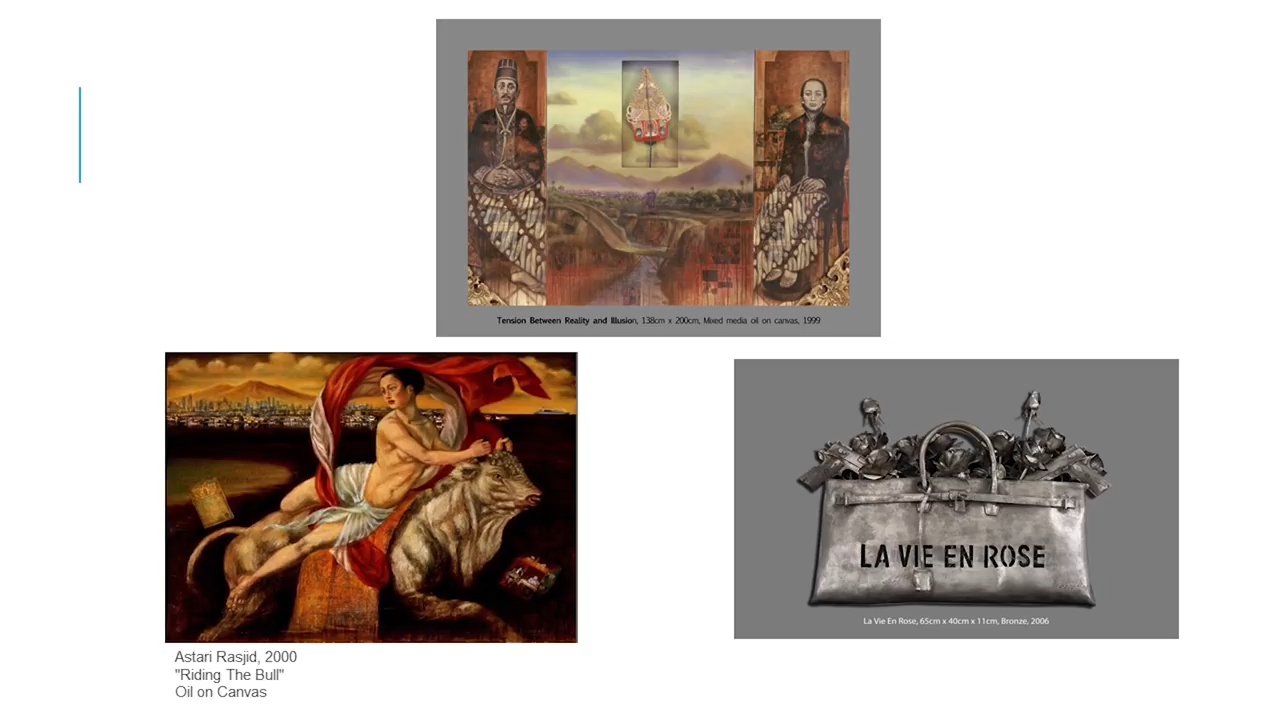 Tension Between Reality and Illusion, 138cm x 200cm, Mixed media oil on canvas, 1999
LA VIE EN ROSE
La Vie En Rose, 65cm x 40cm x 11cm, Bronze, 2006
Astari Rasjid, 2000
"Riding The Bull"
Oil on Canvas